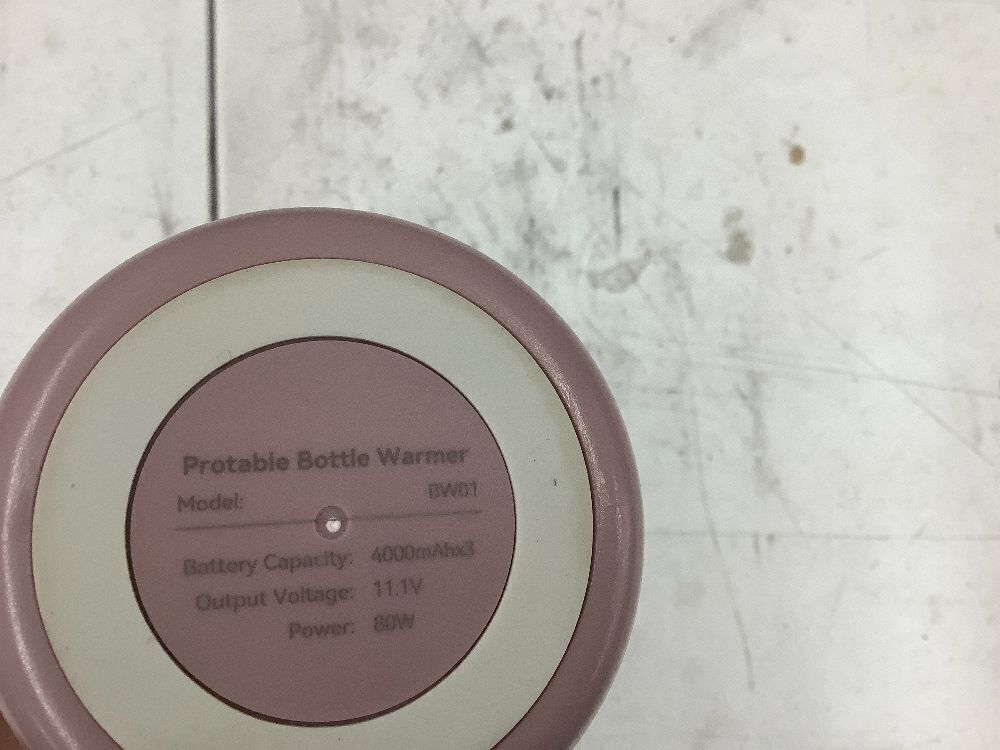 Protable Bottle Warmer
Model: BW01
Battery Capacity: 4000mAhx3
Output Voltage: 11.1V
Power: 80W